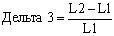 Дельта 3 = (L2 – L1) / L1